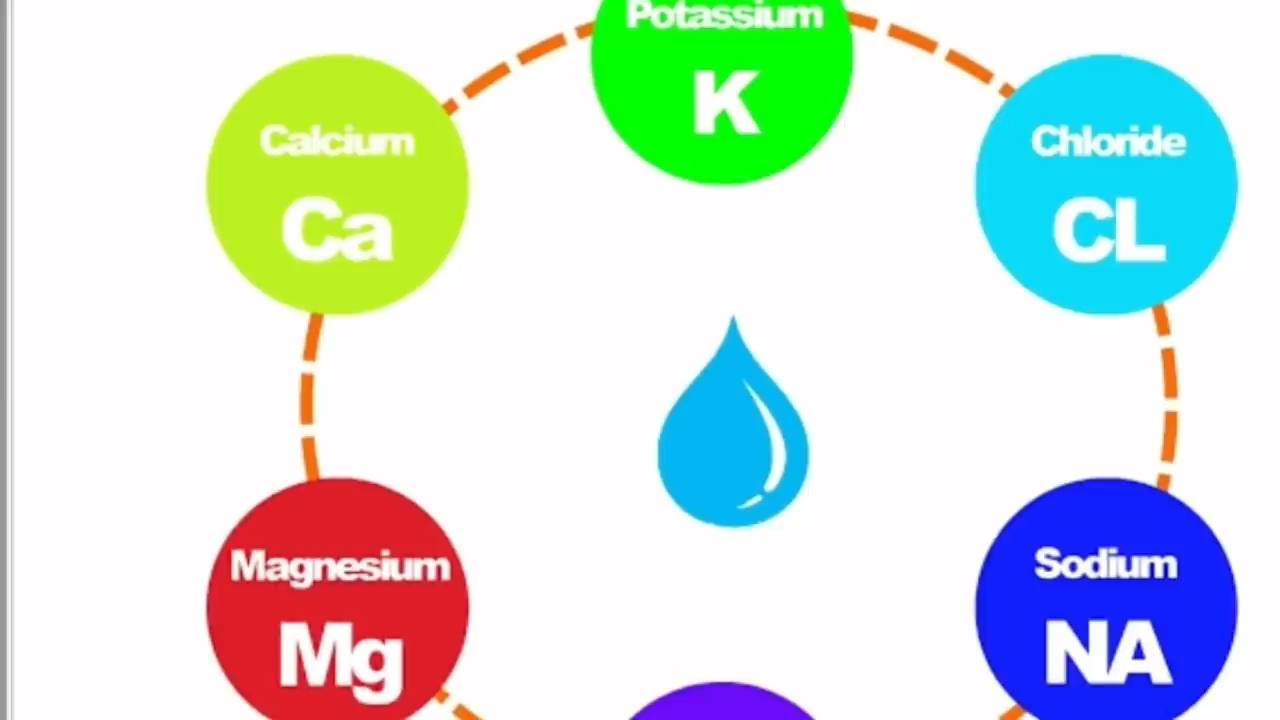 Potassium
K
Calcium
Ca
Chloride
CL
Magnesium
Mg
Sodium
NA